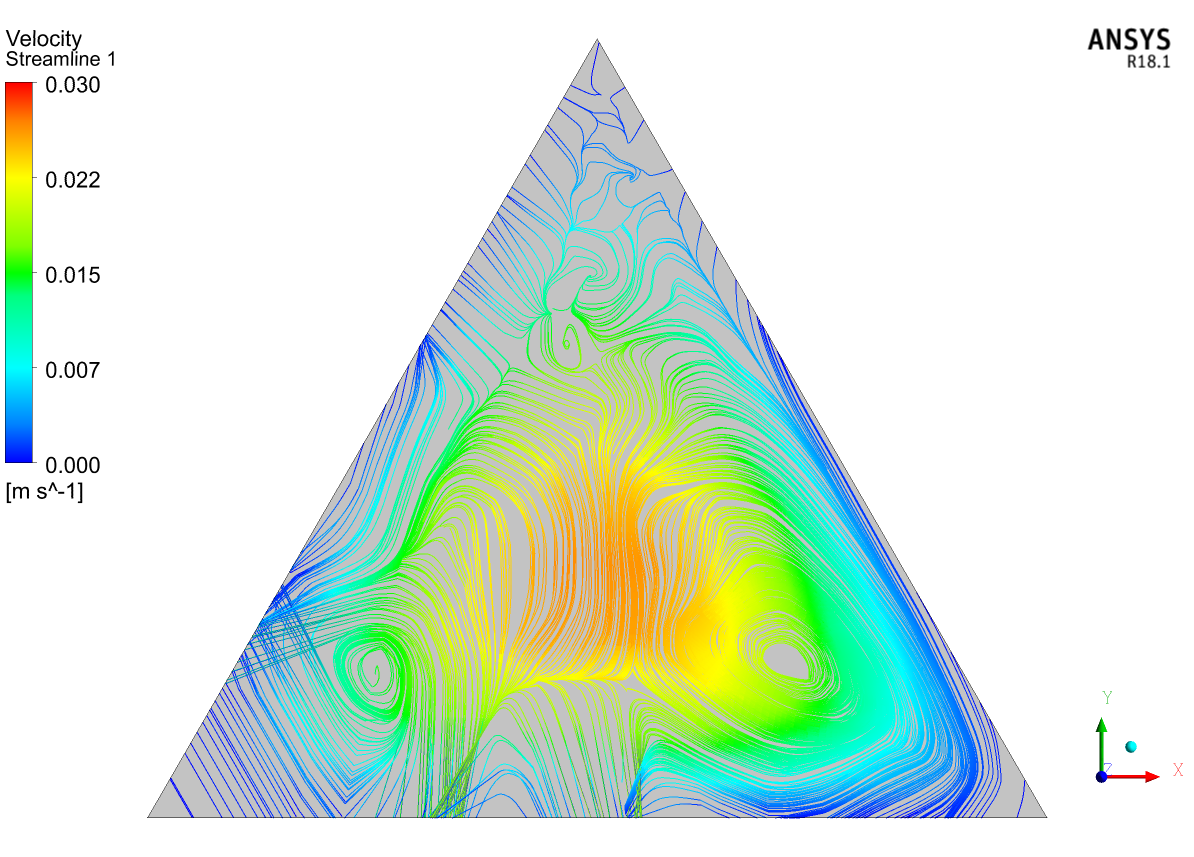 Velocity
Streamline 1
0.030
0.022
0.015
0.007
0.000
[m s^-1]
ANSYS
R18.1
Y
Z
X